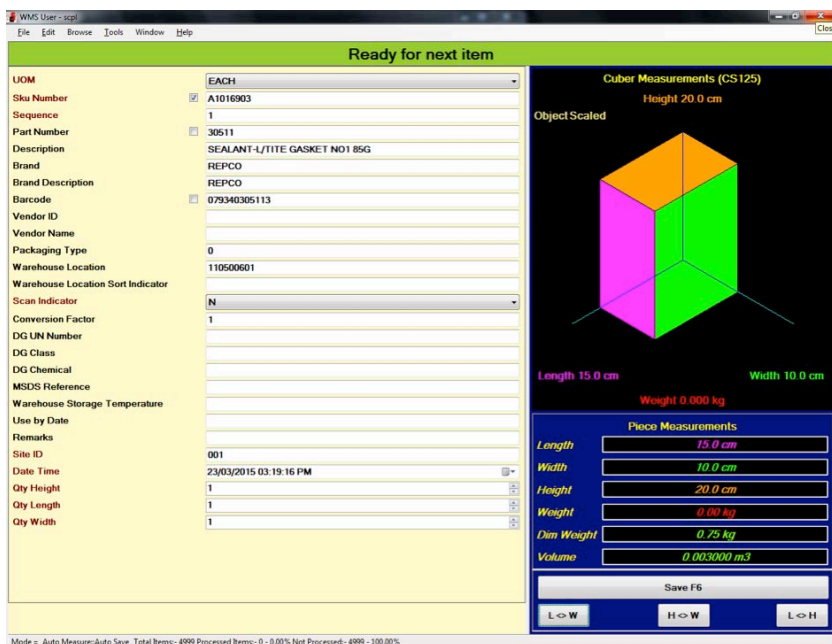 WMS User - scpl
Clos
File Edit Browse Tools Window Help
Ready for next item
UOM EACH
Sku Number A1016903
Sequence 1
Part Number 30511
Description SEALANT-L/TITE GASKET NO1 85G
Brand REPCO
Brand Description REPCO
Barcode 079340305113
Vendor ID
Vendor Name
Packaging Type 0
Warehouse Location 110500601
Warehouse Location Sort Indicator
Scan Indicator N
Conversion Factor 1
DG UN Number
DG Class
DG Chemical
MSDS Reference
Warehouse Storage Temperature
Use by Date
Remarks
Site ID 001
Date Time 23/03/2015 03:19:16 PM
Qty Height 1
Qty Length 1
Qty Width 1
Cuber Measurements (CS125)
Height 20.0 cm
Object Scaled
Length 15.0 cm Width 10.0 cm
Weight 0.000 kg
Piece Measurements
Length 15.0 cm
Width 10.0 cm
Height 20.0 cm
Weight 0.00 kg
Dim Weight 0.75 kg
Volume 0.003000 m3
Save F6
L <> W H <> W L <> H
Mode = Auto Measure:Auto Save Total Items:- 4999 Processed Items:- 0 - 0.00% Not Processed:- 4999 - 100.00%